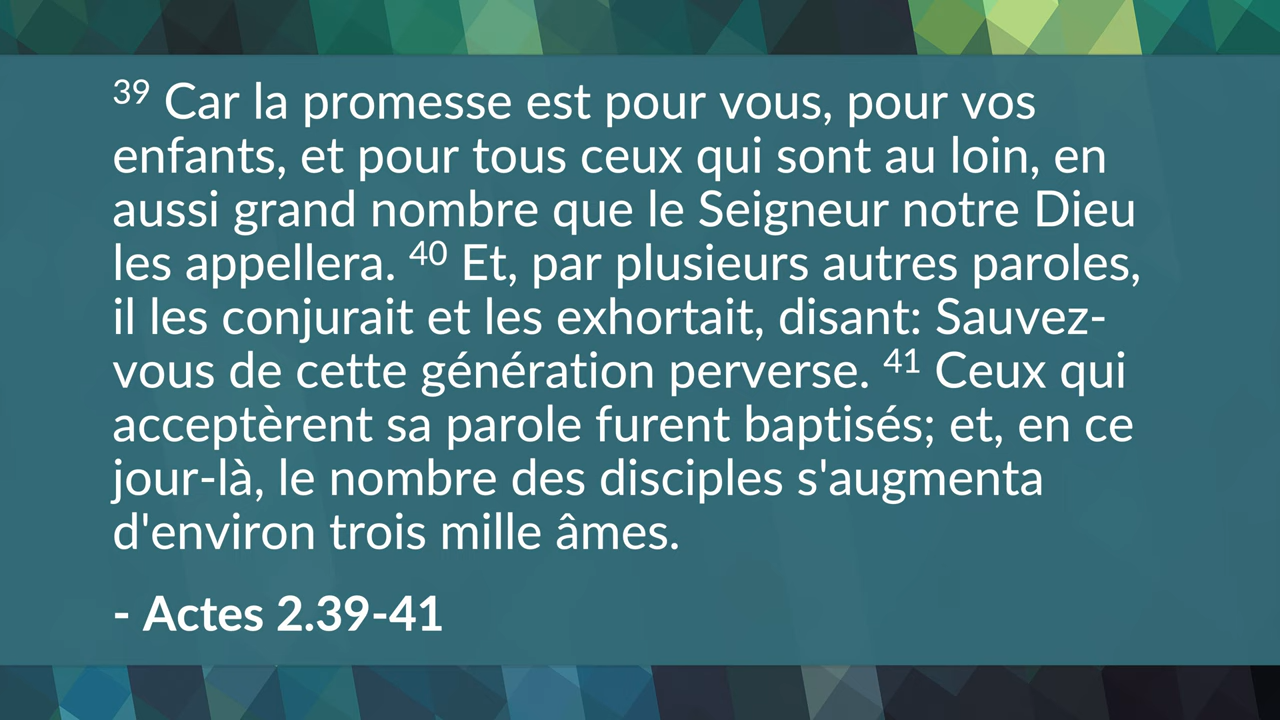 39 Car la promesse est pour vous, pour vos
enfants, et pour tous ceux qui sont au loin, en
aussi grand nombre que le Seigneur notre Dieu
les appellera. 40 Et, par plusieurs autres paroles,
il les conjurait et les exhortait, disant: Sauvez-
vous de cette génération perverse. 41 Ceux qui
acceptèrent sa parole furent baptisés; et, en ce
jour-là, le nombre des disciples s'augmenta
d'environ trois mille âmes.
- Actes 2.39-41